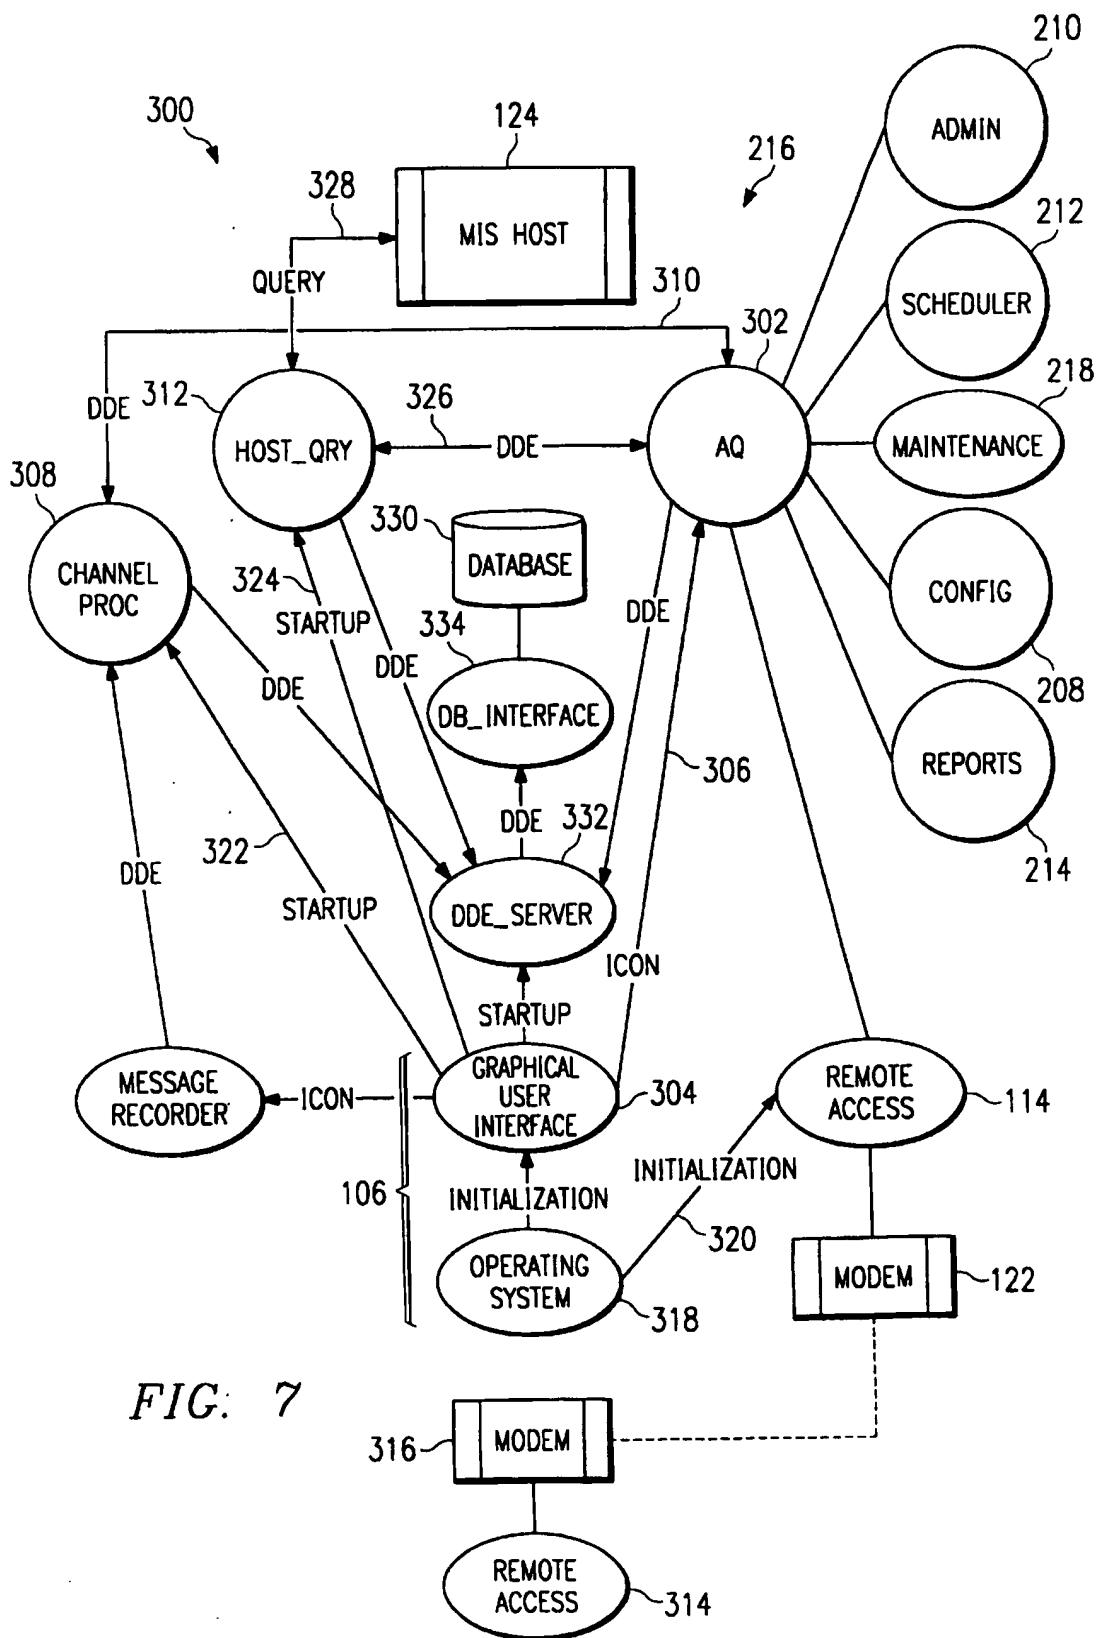 210
300
124
216
ADMIN
328
MIS HOST
212
QUERY
310
SCHEDULER
302
218
DDE
312
326
HOST_QRY
DDE
AQ
MAINTENANCE
308
330
CHANNEL
PROC
324
DATABASE
CONFIG
STARTUP
DDE
334
DDE
DDE
DB_INTERFACE
208
306
REPORTS
DDE
332
322
214
DDE
STARTUP
DDE_SERVER
ICON
STARTUP
MESSAGE
RECORDER
ICON
GRAPHICAL
USER
INTERFACE
304
REMOTE
ACCESS
114
106
INITIALIZATION
INITIALIZATION
320
OPERATING
SYSTEM
318
MODEM
122
FIG: 7
316
MODEM
REMOTE
ACCESS
314